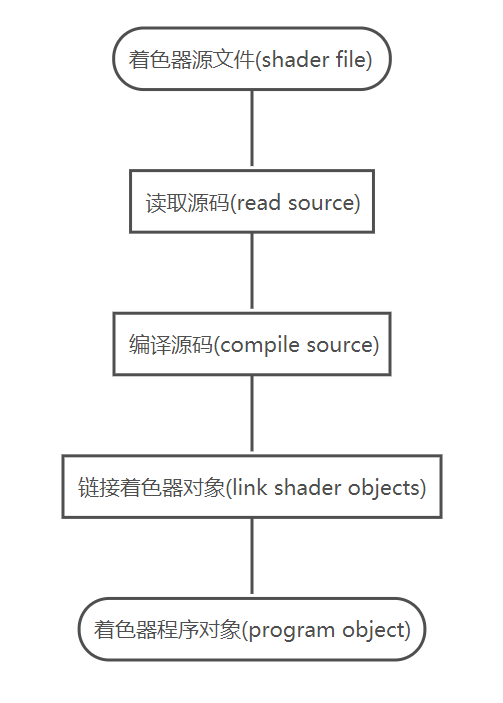 着色器源文件(shader file)
读取源码(read source)
编译源码(compile source)
链接着色器对象(link shader objects)
着色器程序对象(program object)